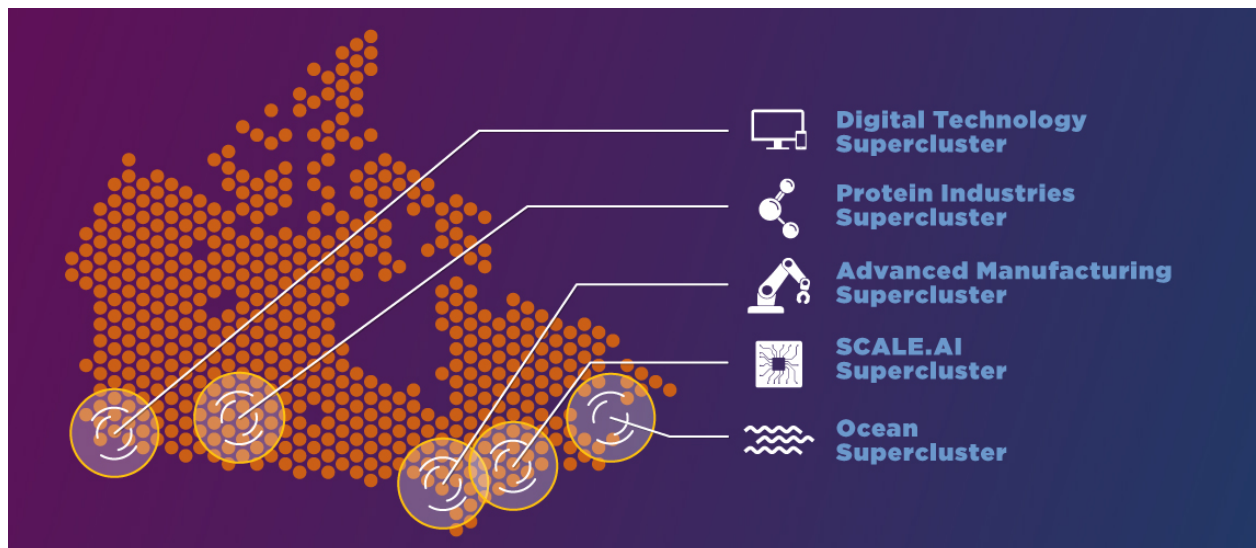 Digital Technology
Supercluster
Protein Industries
Supercluster
Advanced Manufacturing
Supercluster
SCALE.AI
Supercluster
Ocean
Supercluster